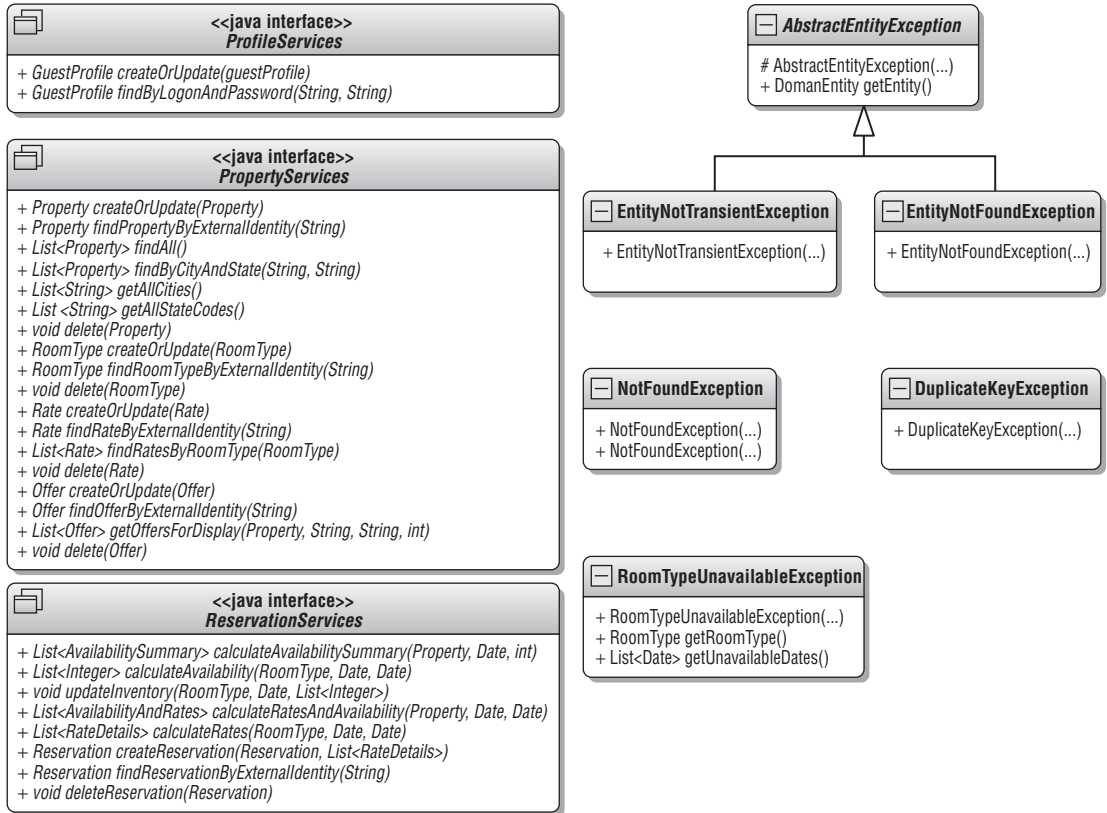 <<java interface>>
ProfileServices
+ GuestProfile createOrUpdate(guestProfile)
+ GuestProfile findByLogonAndPassword(String, String)
<<java interface>>
PropertyServices
+ Property createOrUpdate(Property)
+ Property findPropertyByExternalIdentity(String)
+ List<Property> findAll()
+ List<Property> findByCityAndState(String, String)
+ List<String> getAllCities()
+ List <String> getAllStateCodes()
+ void delete(Property)
+ RoomType createOrUpdate(RoomType)
+ RoomType findRoomTypeByExternalIdentity(String)
+ void delete(RoomType)
+ Rate createOrUpdate(Rate)
+ Rate findRateByExternalIdentity(String)
+ List<Rate> findRatesByRoomType(RoomType)
+ void delete(Rate)
+ Offer createOrUpdate(Offer)
+ Offer findOfferByExternalIdentity(String)
+ List<Offer> getOffersForDisplay(Property, String, String, int)
+ void delete(Offer)
<<java interface>>
ReservationServices
+ List<AvailabilitySummary> calculateAvailabilitySummary(Property, Date, int)
+ List<Integer> calculateAvailability(RoomType, Date, Date)
+ void updateInventory(RoomType, Date, List<Integer>)
+ List<AvailabilityAndRates> calculateRatesAndAvailability(Property, Date, Date)
+ List<RateDetails> calculateRates(RoomType, Date, Date)
+ Reservation createReservation(Reservation, List<RateDetails>)
+ Reservation findReservationByExternalIdentity(String)
+ void deleteReservation(Reservation)
AbstractEntityException
# AbstractEntityException(...)
+ DomanEntity getEntity()
EntityNotTransientException
+ EntityNotTransientException(...)
EntityNotFoundException
+ EntityNotFoundException(...)
NotFoundException
+ NotFoundException(...)
+ NotFoundException(...)
DuplicateKeyException
+ DuplicateKeyException(...)
RoomTypeUnavailableException
+ RoomTypeUnavailableException(...)
+ RoomType getRoomType()
+ List<Date> getUnavailableDates()